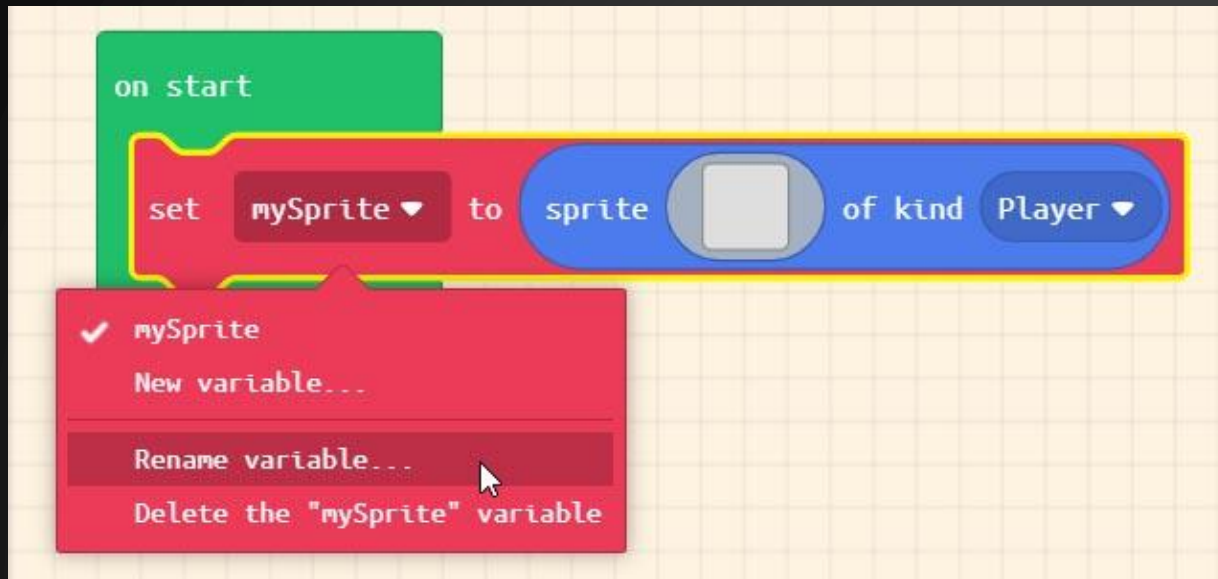 on start
set mySprite to sprite of kind Player
mySprite
New variable...
Rename variable...
Delete the "mySprite" variable